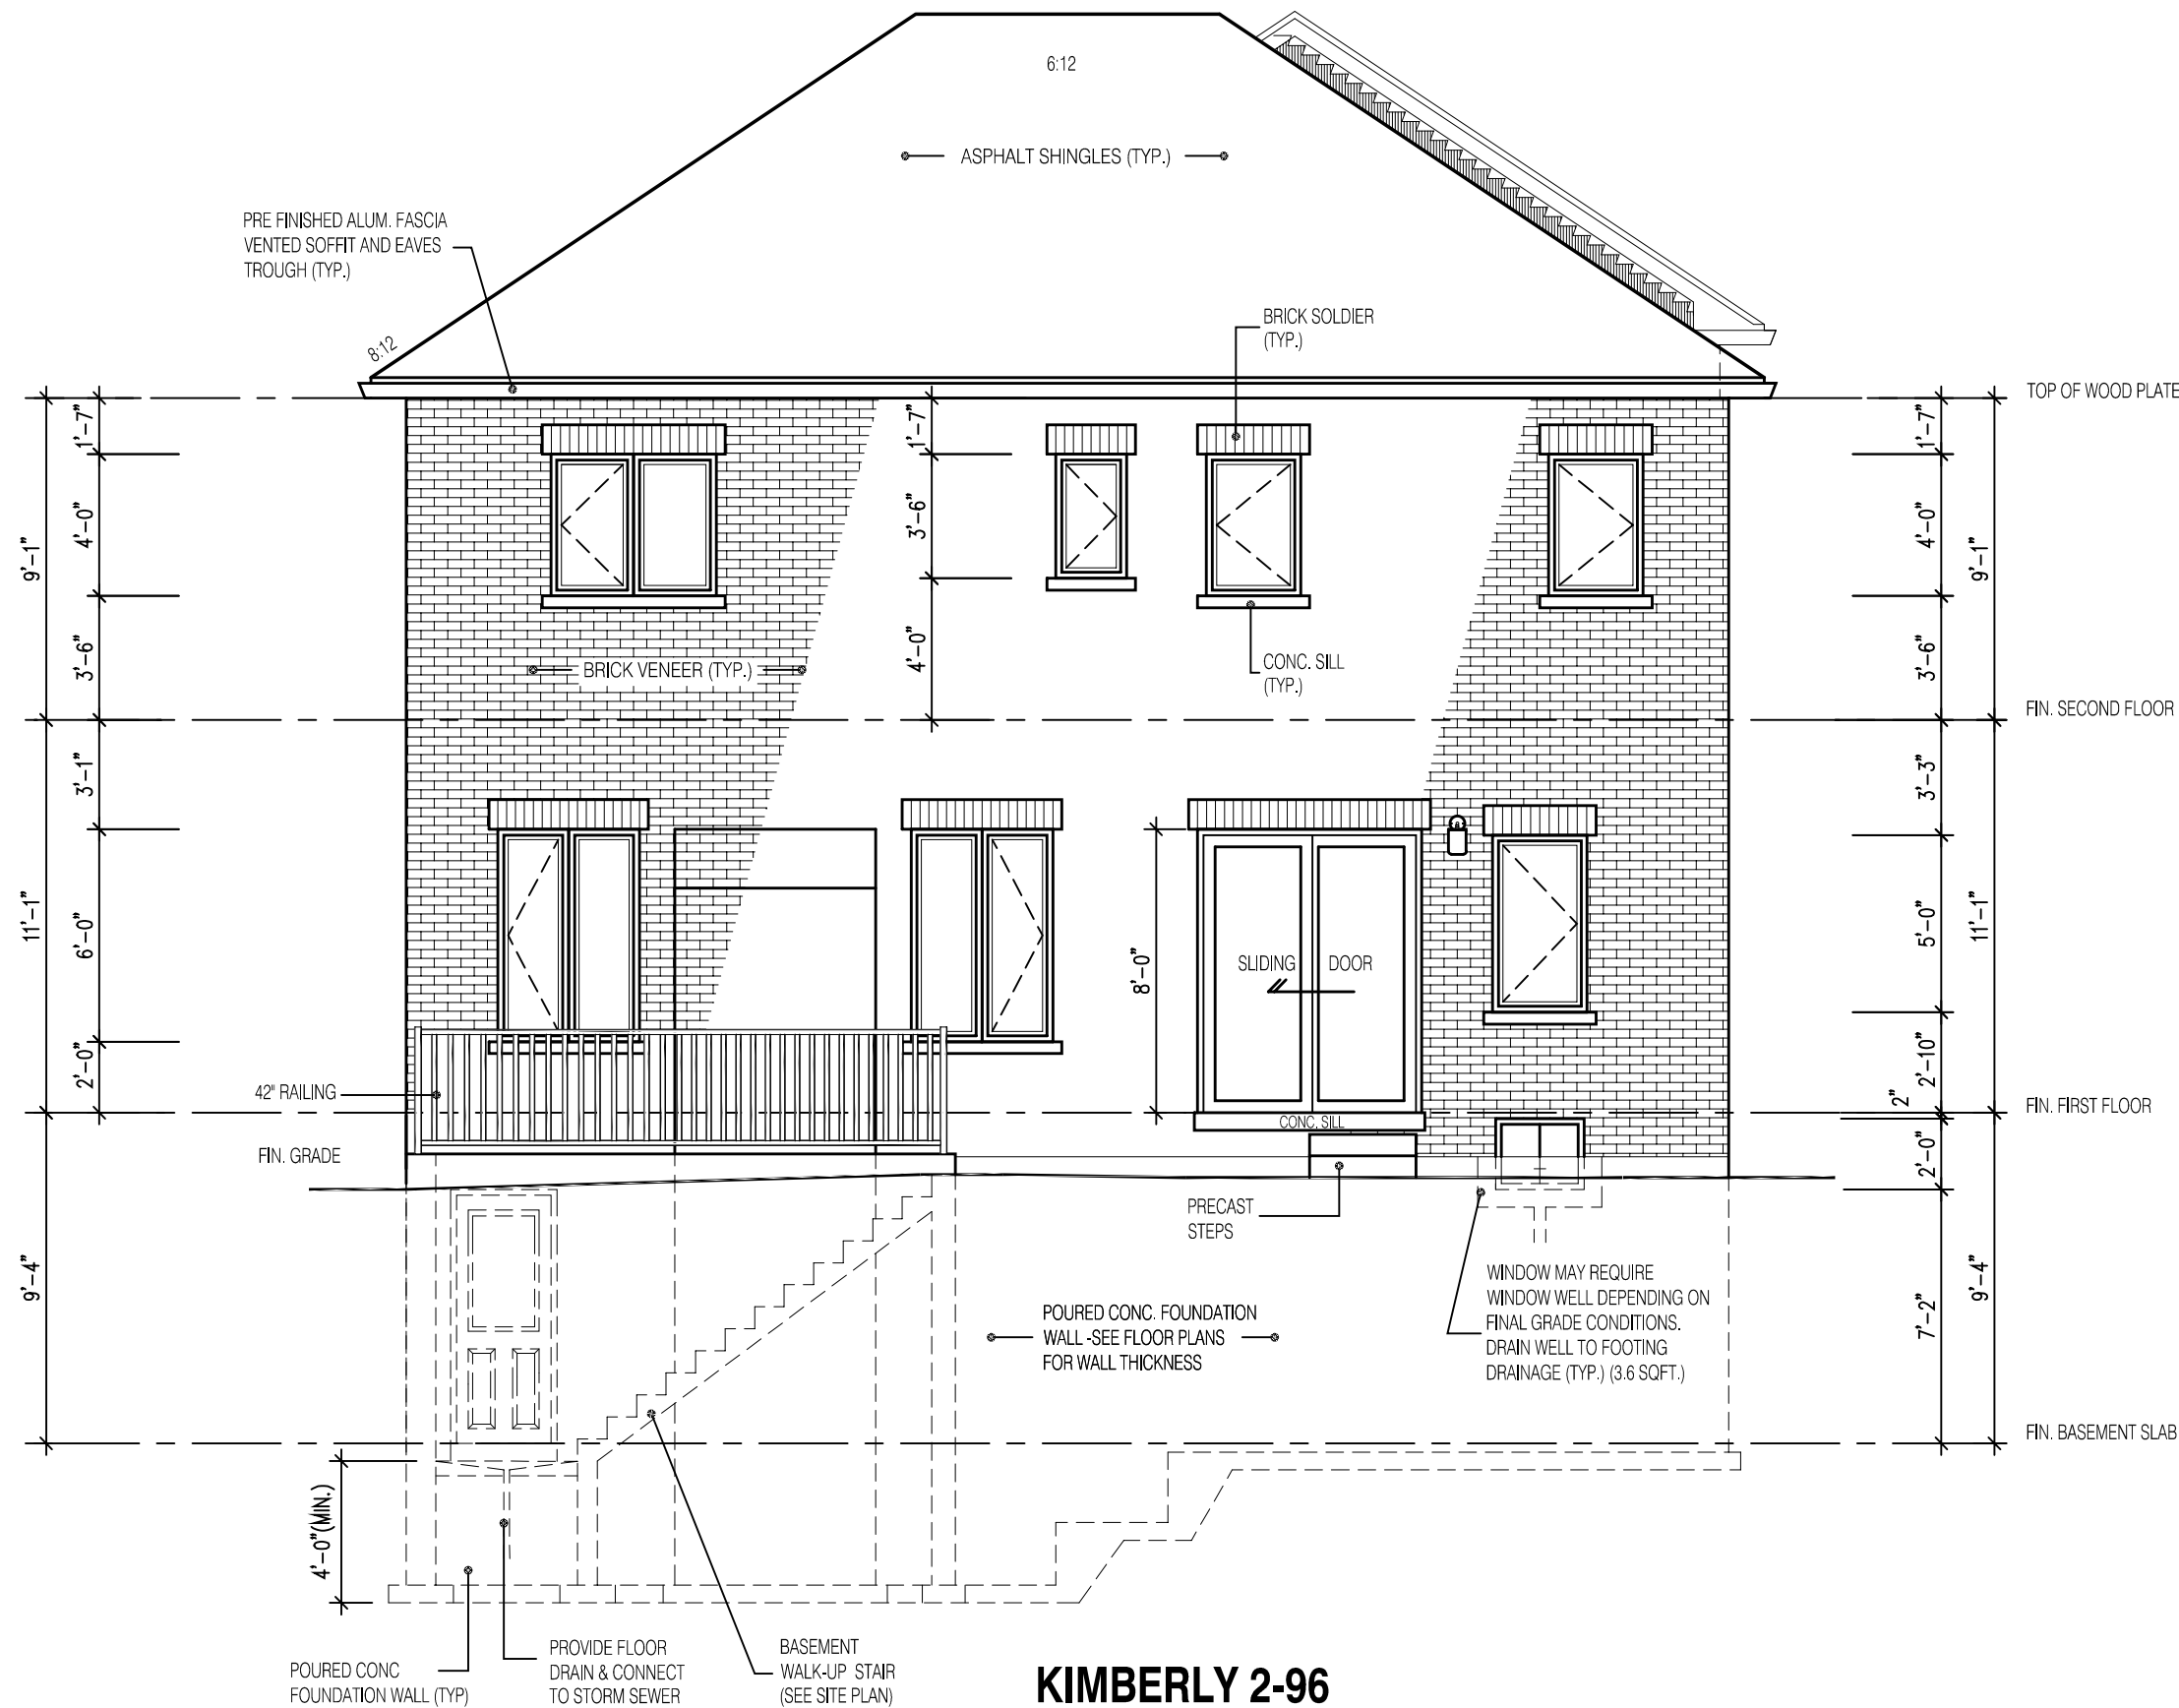 6:12
ASPHALT SHINGLES (TYP.)
PRE FINISHED ALUM. FASCIA
VENTED SOFFIT AND EAVES
TROUGH (TYP.)
8:12
BRICK SOLDIER
(TYP.)
TOP OF WOOD PLATE
1'-7"
1'-7"
1'-7"
4'-0"
3'-6"
4'-0"
9'-1"
9'-1"
3'-6"
4'-0"
3'-6"
BRICK VENEER (TYP.)
CONC. SILL
(TYP.)
FIN. SECOND FLOOR
3'-1"
3'-3"
11'-1"
6'-0"
8'-0"
SLIDING DOOR
5'-0"
11'-1"
2'-0"
2'-10"
42" RAILING
2"
FIN. FIRST FLOOR
CONC. SILL
FIN. GRADE
2'-0"
PRECAST
STEPS
9'-4"
WINDOW MAY REQUIRE
WINDOW WELL DEPENDING ON
FINAL GRADE CONDITIONS.
DRAIN WELL TO FOOTING
DRAINAGE (TYP.) (3.6 SQFT.)
POURED CONC. FOUNDATION
WALL -SEE FLOOR PLANS
FOR WALL THICKNESS
7'-2"
9'-4"
FIN. BASEMENT SLAB
4'-0"(MIN.)
POURED CONC
FOUNDATION WALL (TYP)
PROVIDE FLOOR
DRAIN & CONNECT
TO STORM SEWER
BASEMENT
WALK-UP STAIR
(SEE SITE PLAN)
KIMBERLY 2-96